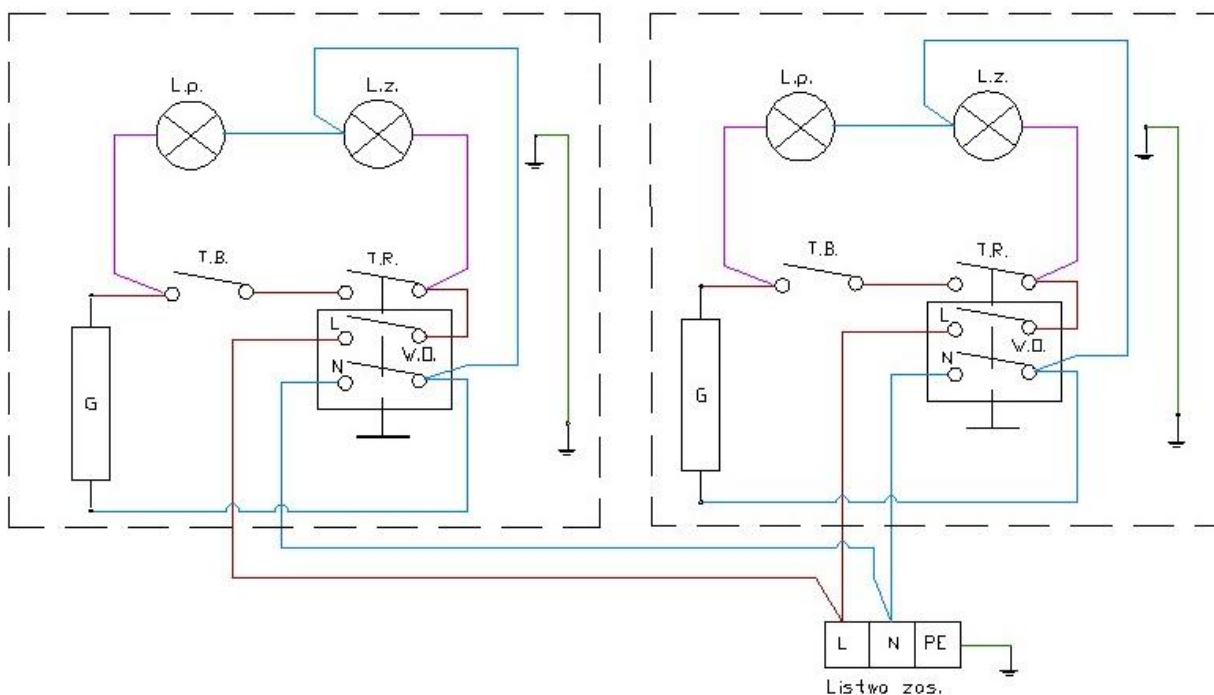 L.p.
L.z.
T.B.
T.R.
L
W.O.
N
G
L.p.
L.z.
T.B.
T.R.
L
W.O.
N
G
L N PE
Listwa zas.